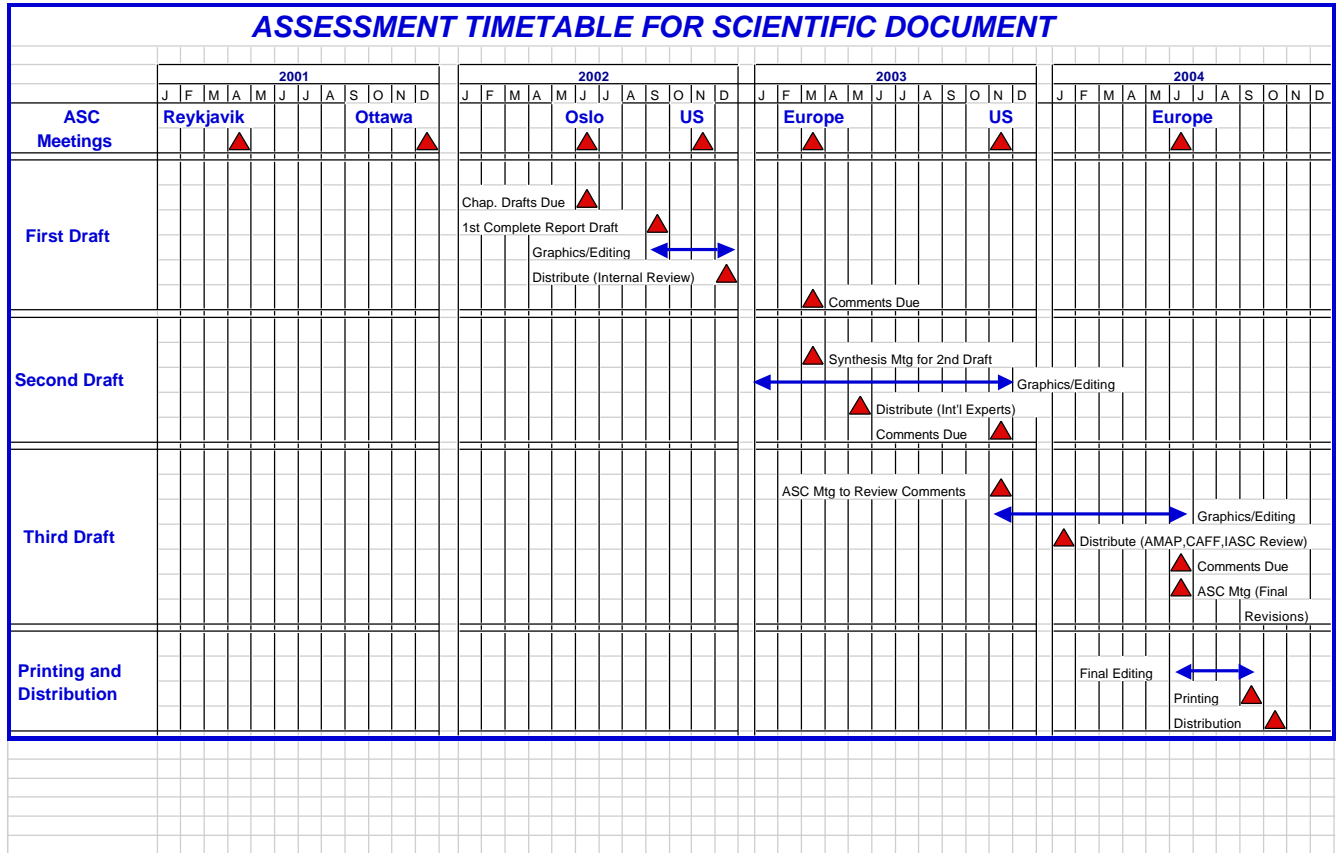 ASSESSMENT TIMETABLE FOR SCIENTIFIC DOCUMENT
2001 2002 2003 2004
J F M A M J J A S O N D J F M A M J J A S O N D J F M A M J J A S O N D J F M A M J J A S O N D
ASC Meetings Reykjavik Ottawa Oslo US Europe US Europe
First Draft
Chap. Drafts Due
1st Complete Report Draft
Graphics/Editing
Distribute (Internal Review)
Comments Due
Second Draft
Synthesis Mtg for 2nd Draft
Graphics/Editing
Distribute (Int'l Experts)
Comments Due
Third Draft
ASC Mtg to Review Comments
Graphics/Editing
Distribute (AMAP,CAFF,IASC Review)
Comments Due
ASC Mtg (Final
Revisions)
Printing and
Distribution
Final Editing
Printing
Distribution